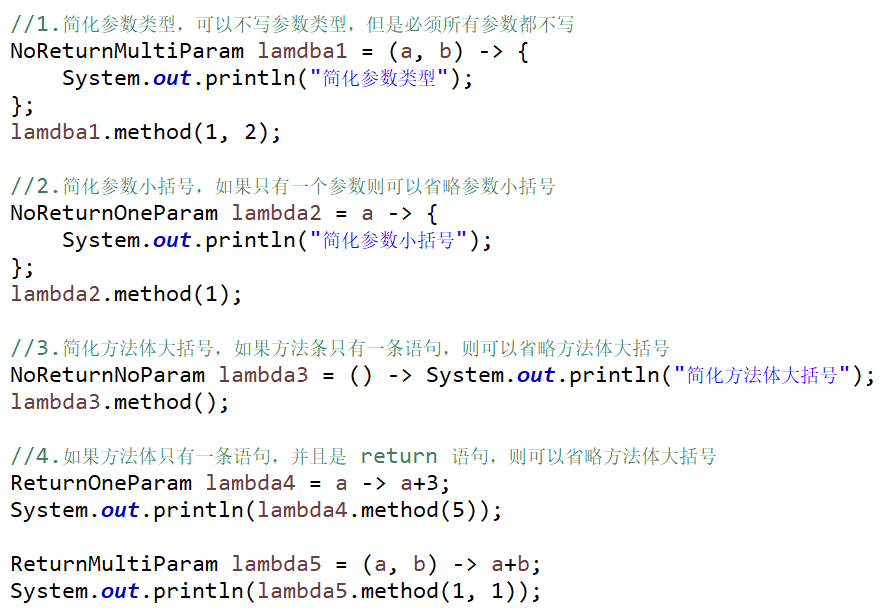 //1.简化参数类型，可以不写参数类型，但是必须所有参数都不写
NoReturnMultiParam lamdba1 = (a, b) -> {
    System.out.println("简化参数类型");
};
lamdba1.method(1, 2);

//2.简化参数小括号，如果只有一个参数则可以省略参数小括号
NoReturnOneParam lambda2 = a -> {
    System.out.println("简化参数小括号");
};
lambda2.method(1);

//3.简化方法体大括号，如果方法条只有一条语句，则可以省略方法体大括号
NoReturnNoParam lambda3 = () -> System.out.println("简化方法体大括号");
lambda3.method();

//4.如果方法体只有一条语句，并且是 return 语句，则可以省略方法体大括号
ReturnOneParam lambda4 = a -> a+3;
System.out.println(lambda4.method(5));

ReturnMultiParam lambda5 = (a, b) -> a+b;
System.out.println(lambda5.method(1, 1));